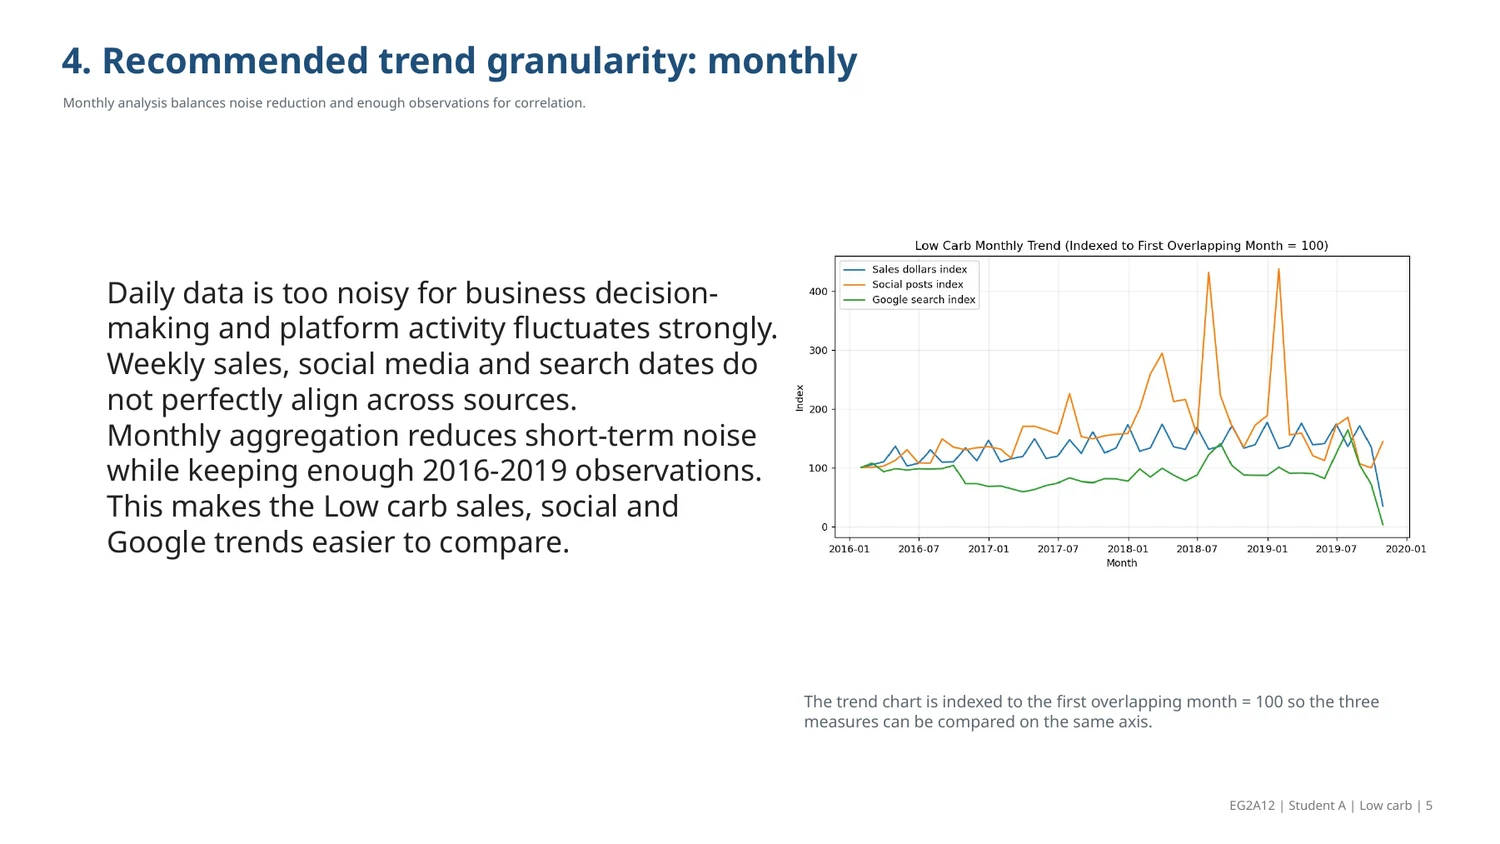 4. Recommended trend granularity: monthly
Monthly analysis balances noise reduction and enough observations for correlation.
Daily data is too noisy for business decision-
making and platform activity fluctuates strongly.
Weekly sales, social media and search dates do
not perfectly align across sources.
Monthly aggregation reduces short-term noise
while keeping enough 2016-2019 observations.
This makes the Low carb sales, social and
Google trends easier to compare.
Low Carb Monthly Trend (Indexed to First Overlapping Month = 100)
Sales dollars index
Social posts index
Google search index
400
300
200
100
0
Index
2016-01 2016-07 2017-01 2017-07 2018-01 2018-07 2019-01 2019-07 2020-01
Month
The trend chart is indexed to the first overlapping month = 100 so the three
measures can be compared on the same axis.
EG2A12 | Student A | Low carb | 5